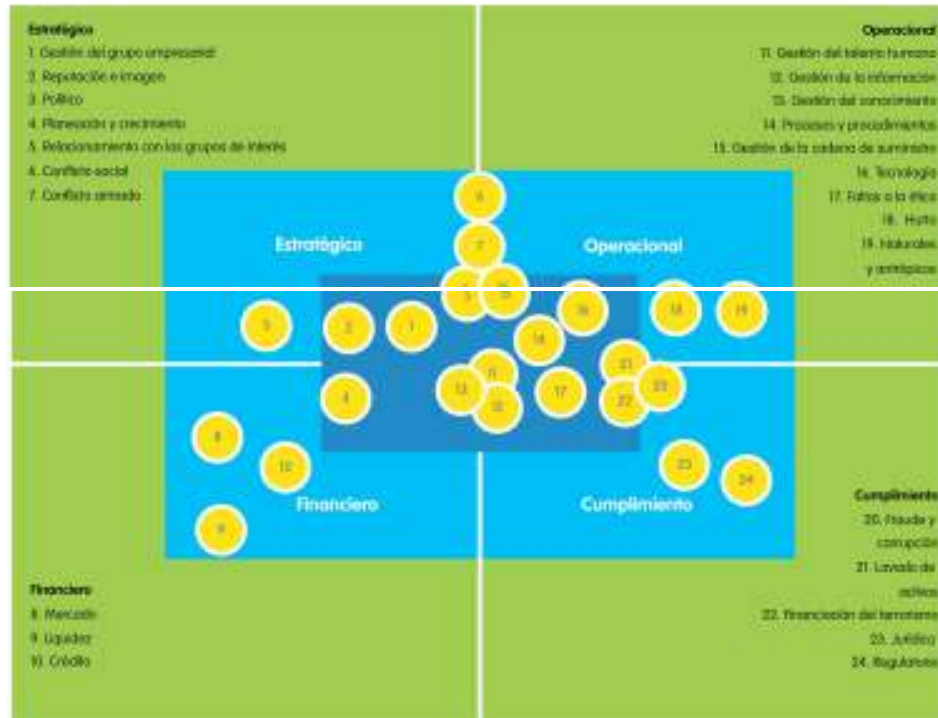 Estratégico
1. Gestión del grupo empresarial
2. Reputación e imagen
3. Político
4. Planeación y crecimiento
5. Relacionamiento con los grupos de interés
6. Conflicto social
7. Conflicto armado
Operacional
11. Gestión del talento humano
12. Gestión de la información
13. Gestión del conocimiento
14. Procesos y procedimientos
15. Gestión de la cadena de suministro
16. Tecnología
17. Faltas a la ética
18. Hurto
19. Naturales
y antrópicos
Estratégico
Operacional
6
7
5
15
3
2
1
16
18
19
14
11
21
4
13
17
22
20
8
10
23
24
9
Financiero
Cumplimiento
Financiero
8. Mercado
9. Liquidez
10. Crédito
Cumplimiento
20. Fraude y
corrupción
21. Lavado de
activos
22. Financiación del terrorismo
23. Jurídico
24. Regulatorio